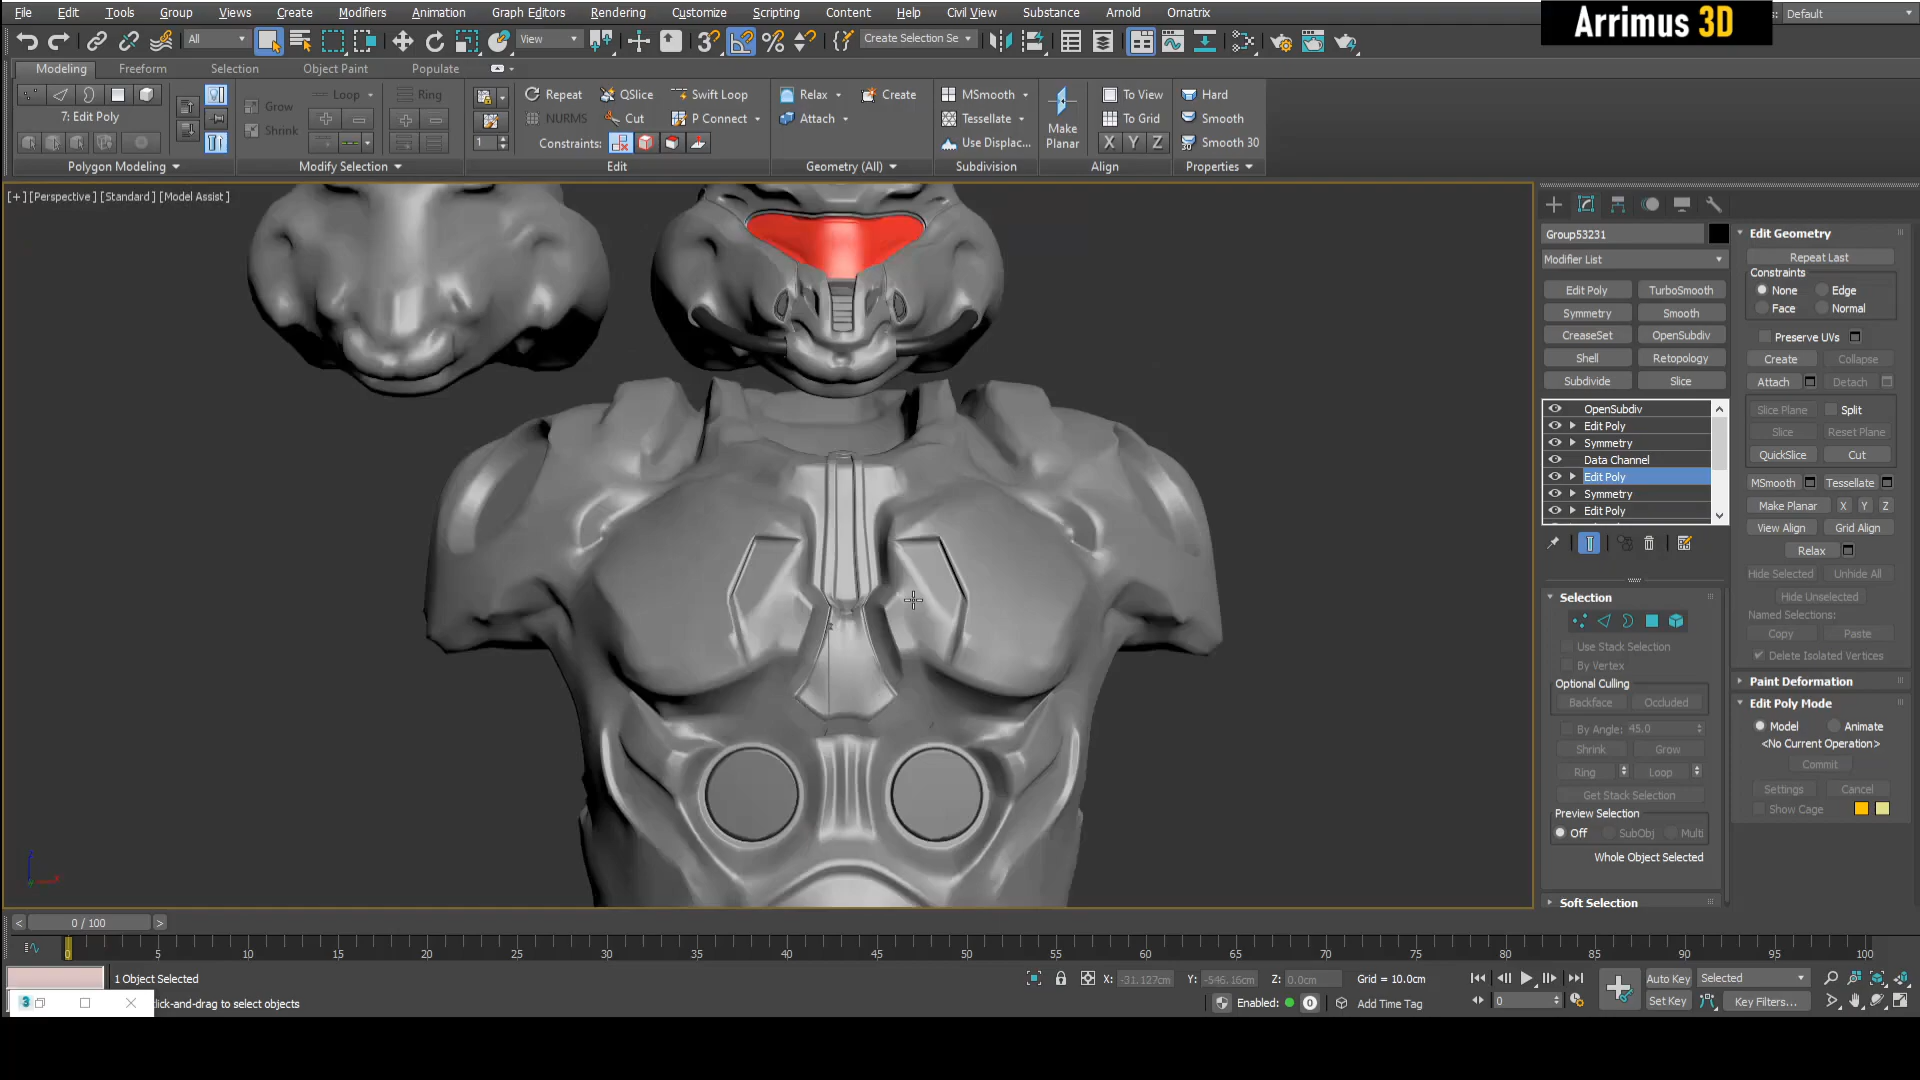 File Edit Tools Group Views Create Modifiers Animation Graph Editors Rendering Customize Scripting Content Help Civil View Substance Arnold Ornatrix
Arrimus 3D
Default
All
View
Create Selection Se
Modeling Freeform Selection Object Paint Populate
7: Edit Poly
Grow
Shrink
Loop
Ring
Repeat QSlice Swift Loop
NURMS Cut P Connect
1
Constraints:
Relax Create
Attach
MSmooth
Tessellate
Use Displac...
Make Planar
To View
To Grid
X Y Z
Hard
Smooth
Smooth 30
Polygon Modeling Modify Selection Edit Geometry (All) Subdivision Align Properties
[+] [Perspective] [Standard] [Model Assist]
Group53231
Modifier List
Edit Poly TurboSmooth
Symmetry Smooth
CreaseSet OpenSubdiv
Shell Retopology
Subdivide Slice
OpenSubdiv
Edit Poly
Symmetry
Data Channel
Edit Poly
Symmetry
Edit Poly
Selection
Use Stack Selection
By Vertex
Optional Culling
Backface Occluded
By Angle: 45.0
Shrink Grow
Ring Loop
Get Stack Selection
Preview Selection
Off SubObj Multi
Whole Object Selected
Soft Selection
Edit Geometry
Repeat Last
Constraints
None Edge
Face Normal
Preserve UVs
Create Collapse
Attach Detach
Slice Plane Split
Slice Reset Plane
QuickSlice Cut
MSmooth Tessellate
Make Planar X Y Z
View Align Grid Align
Relax
Hide Selected Unhide All
Hide Unselected
Named Selections:
Copy Paste
Delete Isolated Vertices
Paint Deformation
Edit Poly Mode
Model Animate
<No Current Operation>
Commit
Settings Cancel
Show Cage
< 0 / 100 >
0 5 10 15 20 25 30 35 40 45 50 55 60 65 70 75 80 85 90 95 100
1 Object Selected
lick-and-drag to select objects
X: -31.127cm Y: -546.16cm Z: 0.0cm Grid = 10.0cm
Enabled: 0 Add Time Tag
0
Auto Key Selected
Set Key Key Filters...
3